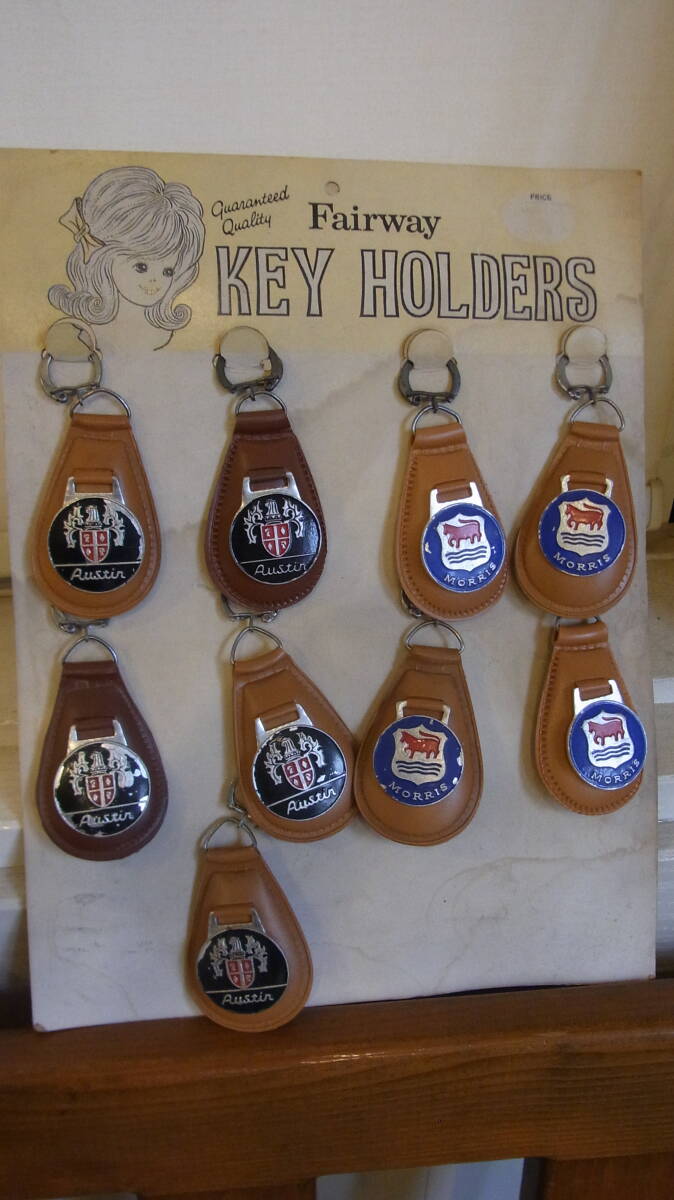 Guaranteed
Quality
Fairway
PRICE
KEY HOLDERS
Austin
Austin
MORRIS
MORRIS
Austin
Austin
MORRIS
MORRIS
Austin